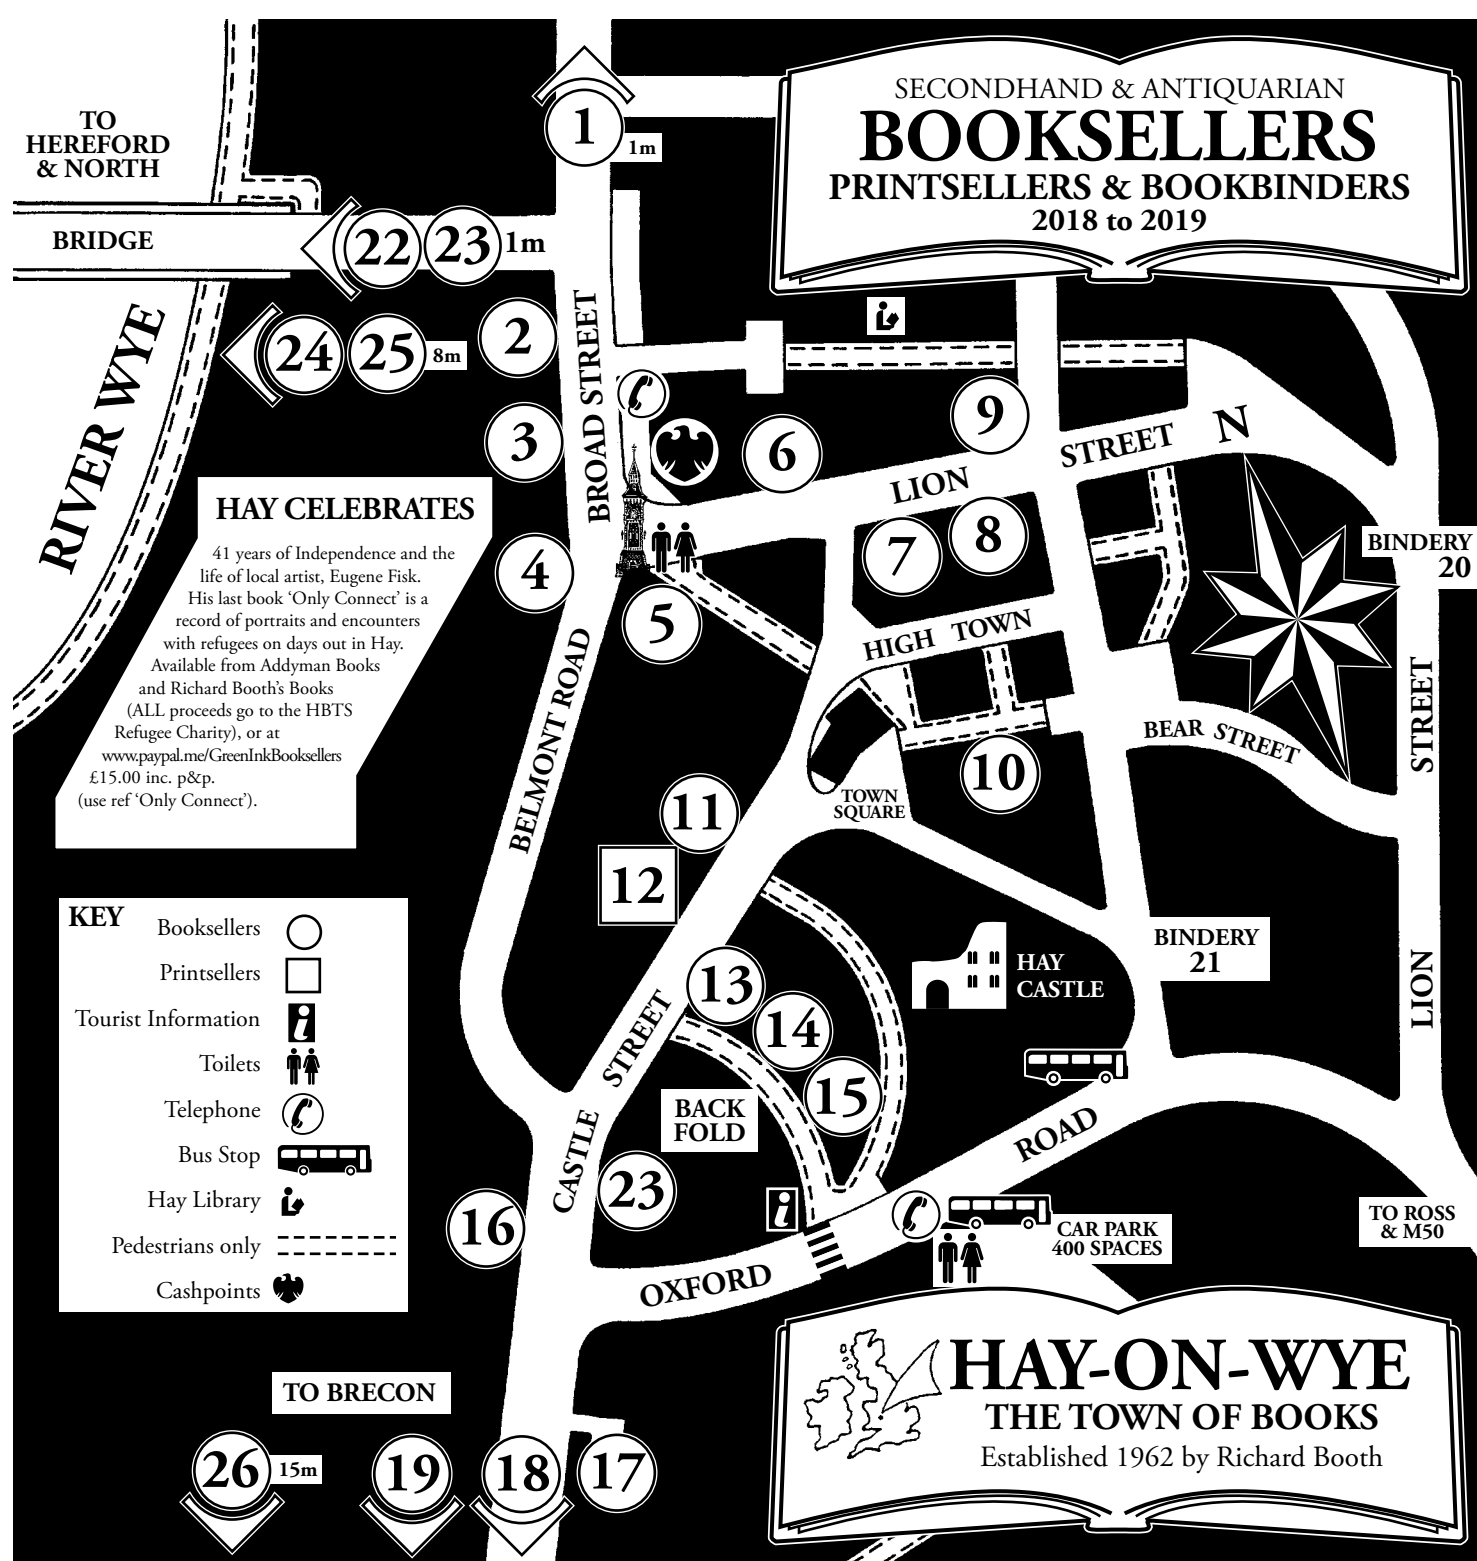 SECONDHAND & ANTIQUARIAN
BOOKSELLERS
PRINTSELLERS & BOOKBINDERS
2018 to 2019
TO
HEREFORD
& NORTH
1
1m
BRIDGE
22
23
1m
24
25
8m
2
RIVER WYE
BROAD STREET
3
4
5
6
7
8
9
LION
STREET
N
HAY CELEBRATES
41 years of Independence and the
life of local artist, Eugene Fisk.
His last book ‘Only Connect’ is a
record of portraits and encounters
with refugees on days out in Hay.
Available from Addyman Books
and Richard Booth’s Books
(ALL proceeds go to the HBTS
Refugee Charity), or at
www.paypal.me/GreenInkBooksellers
£15.00 inc. p&p.
(use ref ‘Only Connect’).
BINDERY
20
HIGH TOWN
BELMONT ROAD
BEAR STREET
STREET
10
TOWN
SQUARE
11
12
KEY
Booksellers
Printsellers
Tourist Information
i
Toilets
Telephone
Bus Stop
Hay Library
Pedestrians only
Cashpoints
BINDERY
21
HAY
CASTLE
LION
13
14
15
CASTLE
STREET
BACK
FOLD
ROAD
23
16
i
TO ROSS
& M50
CAR PARK
400 SPACES
OXFORD
HAY-ON-WYE
THE TOWN OF BOOKS
Established 1962 by Richard Booth
TO BRECON
26
15m
19
18
17